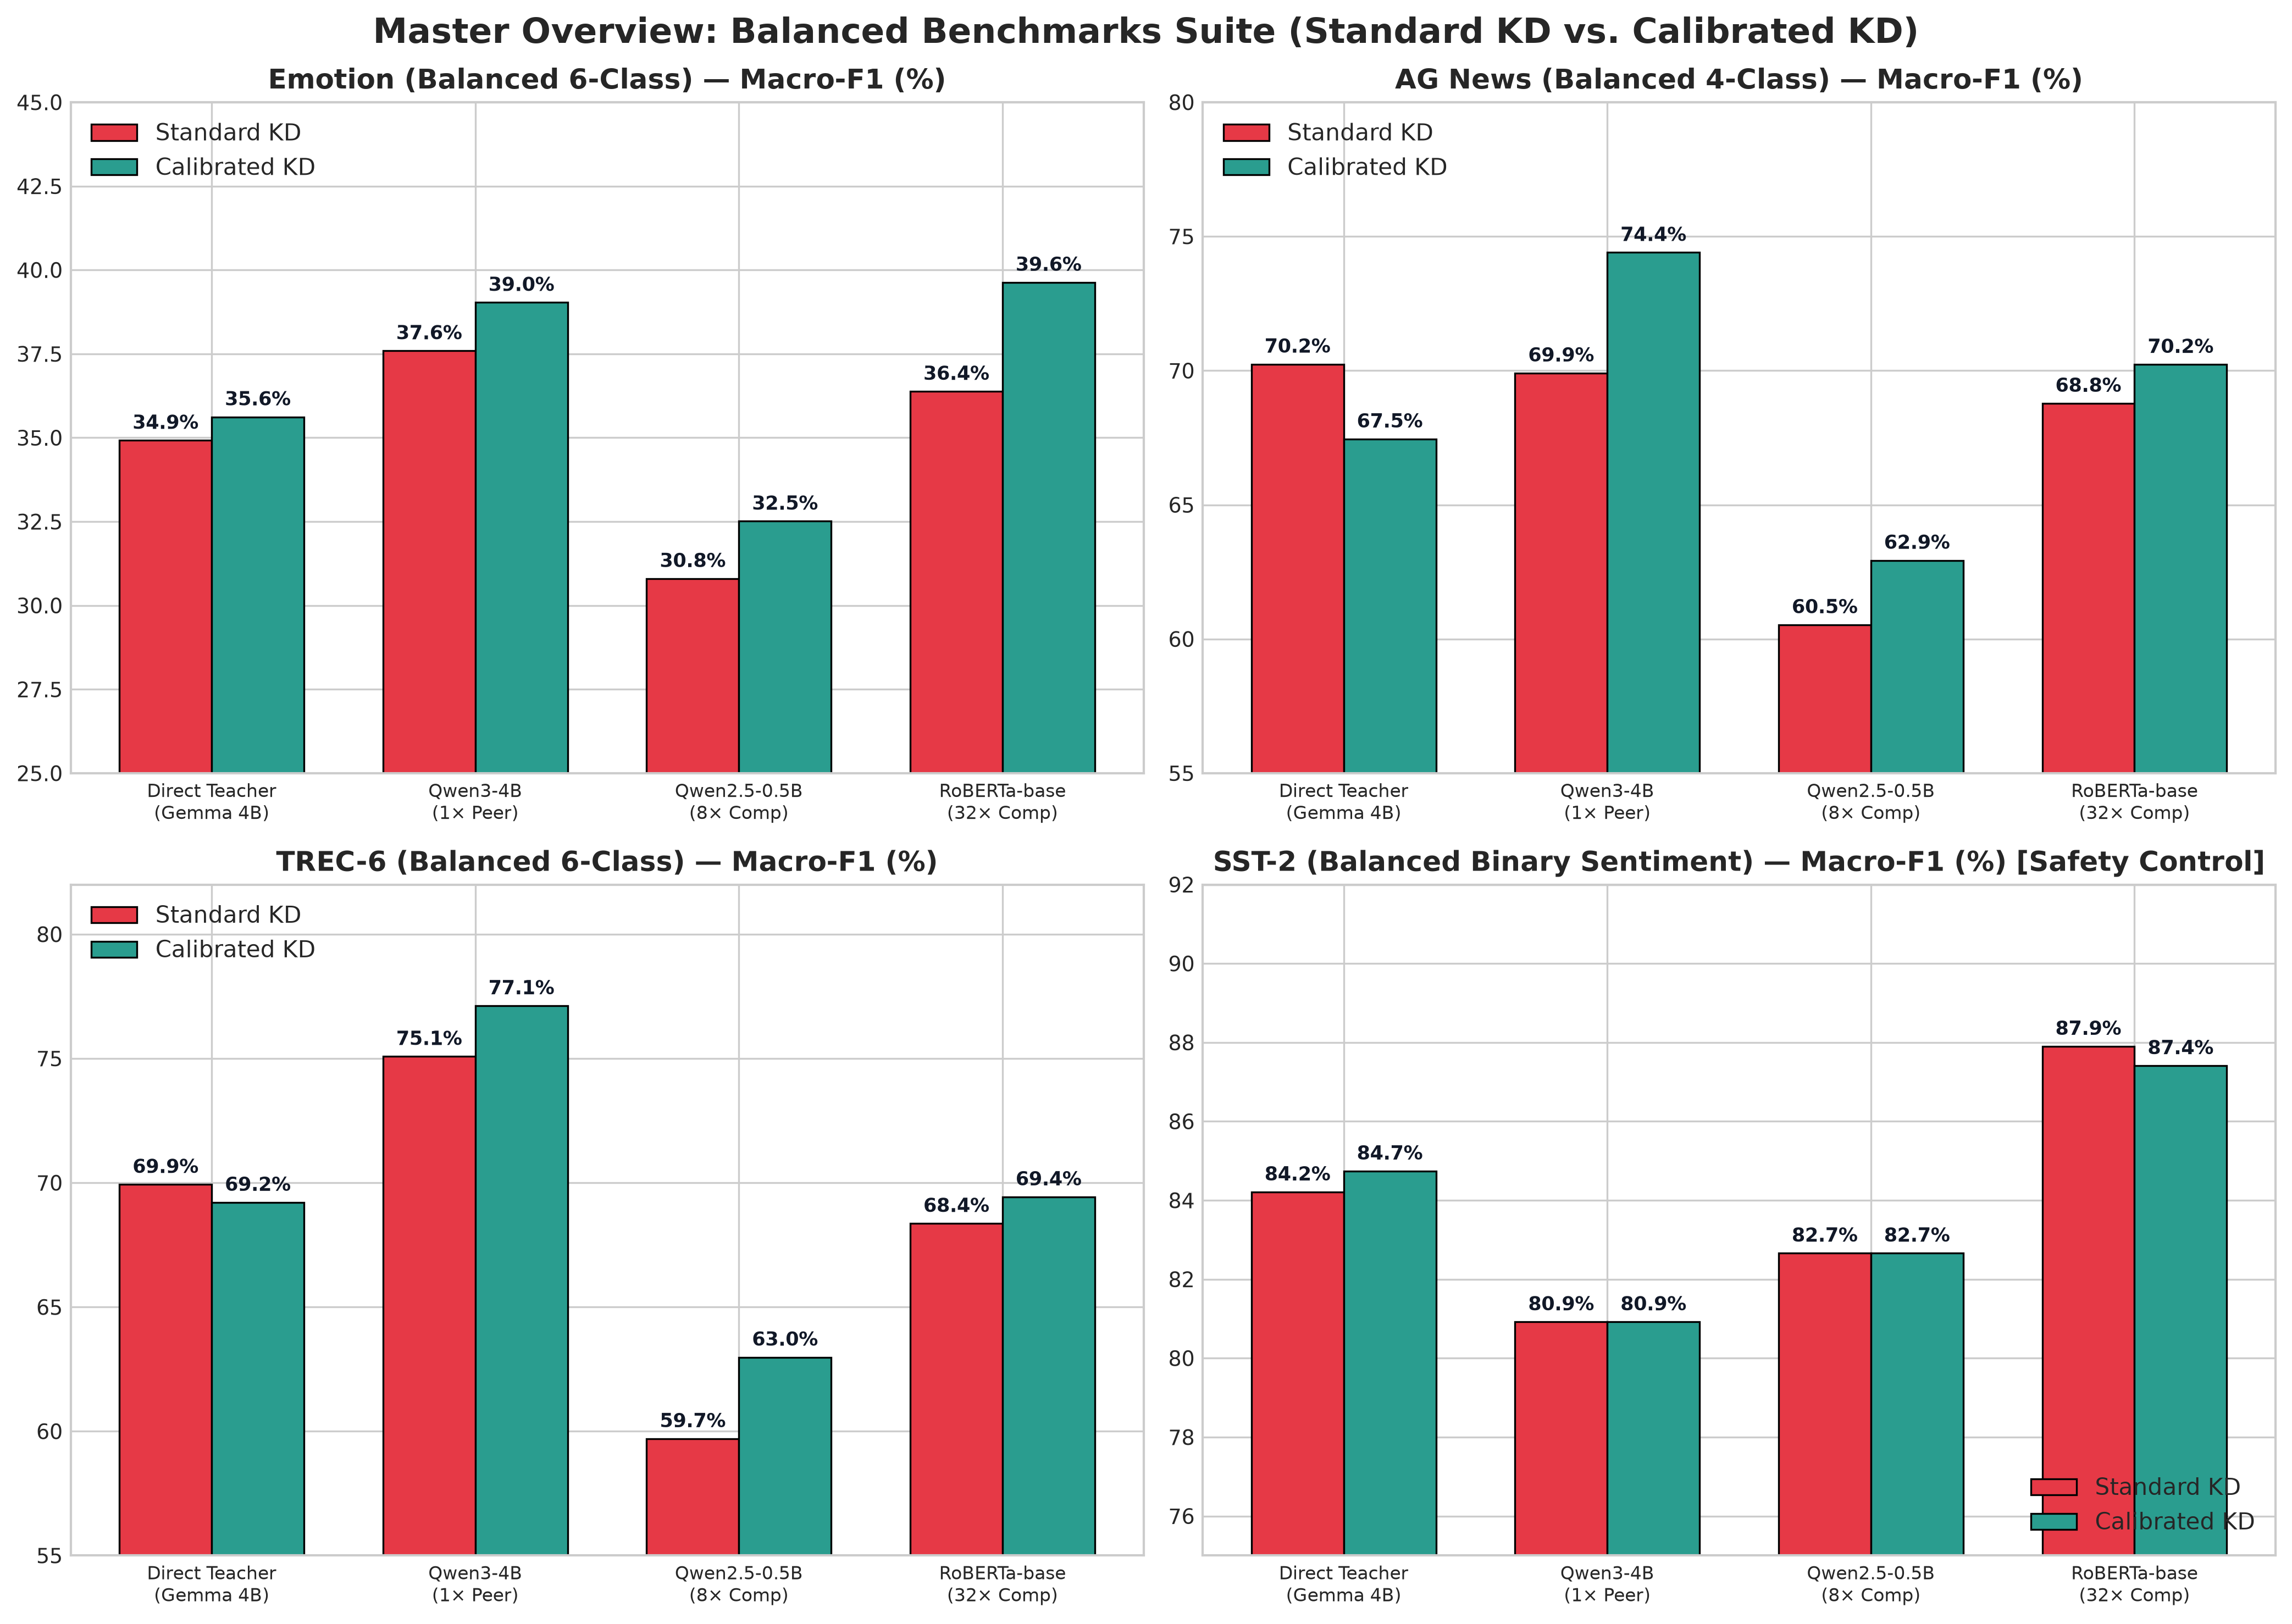 Master Overview: Balanced Benchmarks Suite (Standard KD vs. Calibrated KD)
Emotion (Balanced 6-Class) — Macro-F1 (%)
45.0
42.5
40.0
37.5
35.0
32.5
30.0
27.5
25.0
Standard KD
Calibrated KD
34.9%
35.6%
37.6%
39.0%
30.8%
32.5%
36.4%
39.6%
Direct Teacher
(Gemma 4B)
Qwen3-4B
(1× Peer)
Qwen2.5-0.5B
(8× Comp)
RoBERTa-base
(32× Comp)
AG News (Balanced 4-Class) — Macro-F1 (%)
80
75
70
65
60
55
Standard KD
Calibrated KD
70.2%
67.5%
69.9%
74.4%
60.5%
62.9%
68.8%
70.2%
Direct Teacher
(Gemma 4B)
Qwen3-4B
(1× Peer)
Qwen2.5-0.5B
(8× Comp)
RoBERTa-base
(32× Comp)
TREC-6 (Balanced 6-Class) — Macro-F1 (%)
80
75
70
65
60
55
Standard KD
Calibrated KD
69.9%
69.2%
75.1%
77.1%
59.7%
63.0%
68.4%
69.4%
Direct Teacher
(Gemma 4B)
Qwen3-4B
(1× Peer)
Qwen2.5-0.5B
(8× Comp)
RoBERTa-base
(32× Comp)
SST-2 (Balanced Binary Sentiment) — Macro-F1 (%) [Safety Control]
92
90
88
86
84
82
80
78
76
84.2%
84.7%
80.9%
80.9%
82.7%
82.7%
87.9%
87.4%
Standard KD
Calibrated KD
Direct Teacher
(Gemma 4B)
Qwen3-4B
(1× Peer)
Qwen2.5-0.5B
(8× Comp)
RoBERTa-base
(32× Comp)